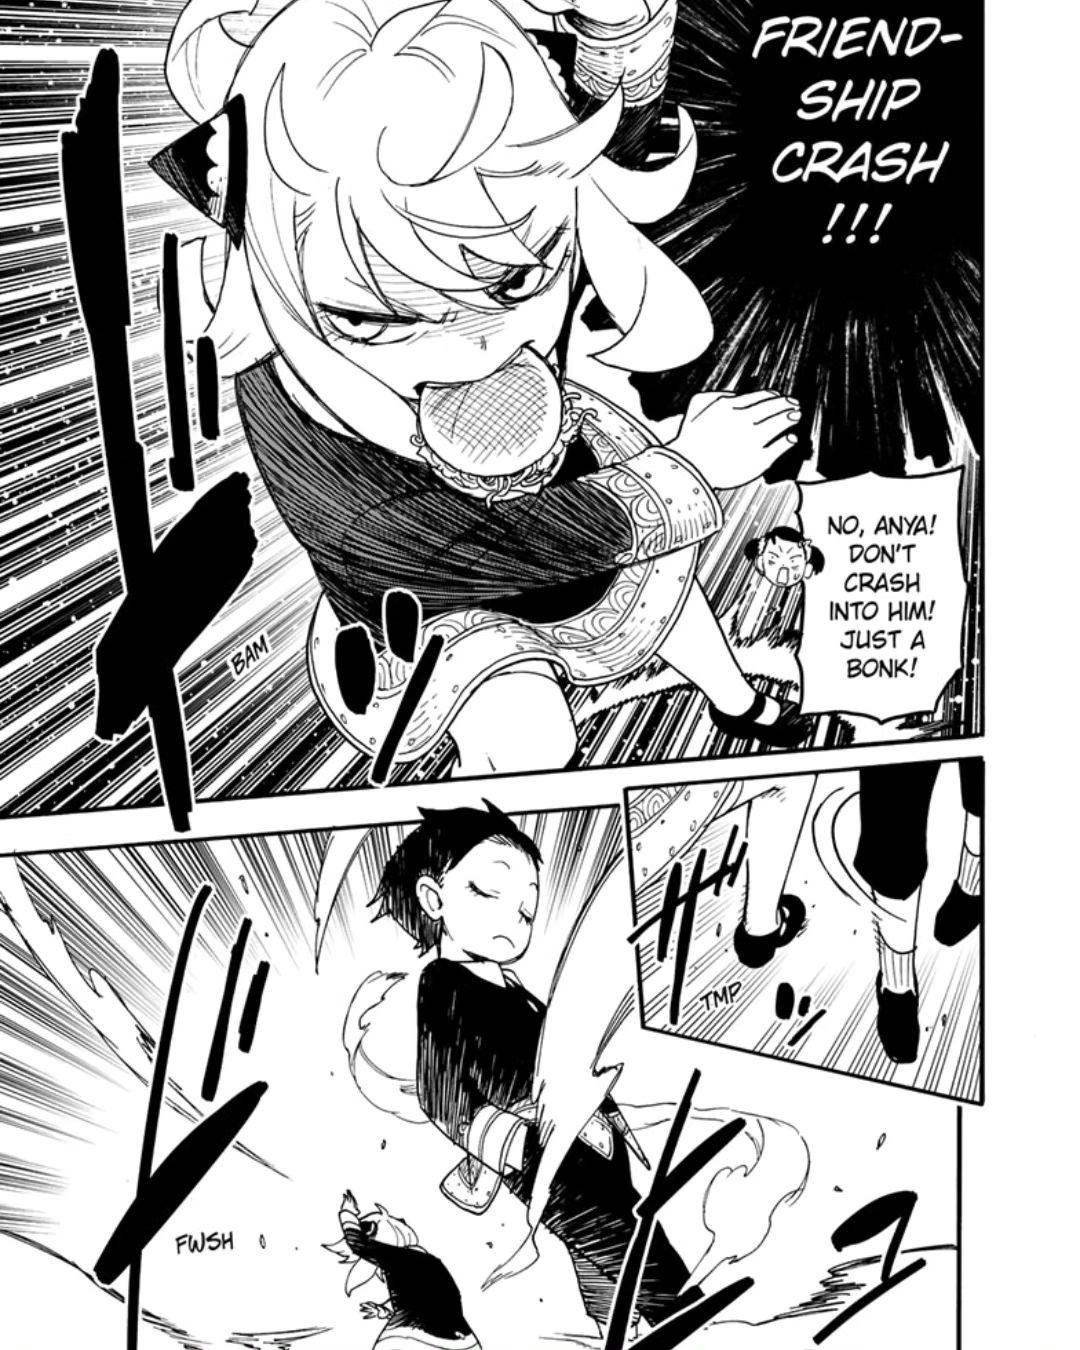 FRIEND-
SHIP
CRASH
!!!
NO, ANYA!
DON'T
CRASH
INTO HIM!
JUST A
BONK!
BAM
TMP
FWSH